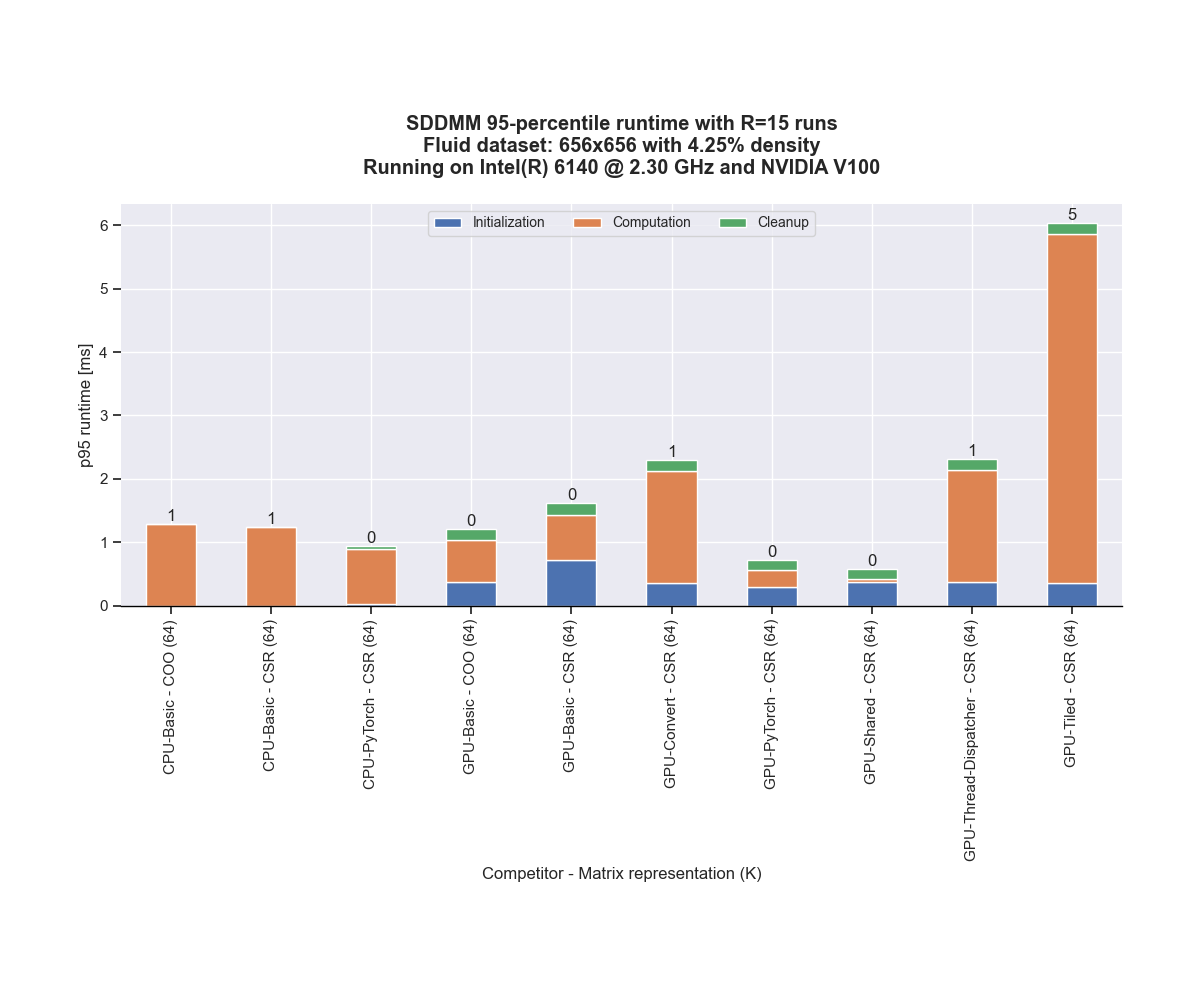 SDDMM 95-percentile runtime with R=15 runs
Fluid dataset: 656x656 with 4.25% density
Running on Intel(R) 6140 @ 2.30 GHz and NVIDIA V100
Initialization
Computation
Cleanup
p95 runtime [ms]
6
5
4
3
2
1
0
1
1
0
0
0
1
0
0
1
5
CPU-Basic - COO (64)
CPU-Basic - CSR (64)
CPU-PyTorch - CSR (64)
GPU-Basic - COO (64)
GPU-Basic - CSR (64)
GPU-Convert - CSR (64)
GPU-PyTorch - CSR (64)
GPU-Shared - CSR (64)
GPU-Thread-Dispatcher - CSR (64)
GPU-Tiled - CSR (64)
Competitor - Matrix representation (K)